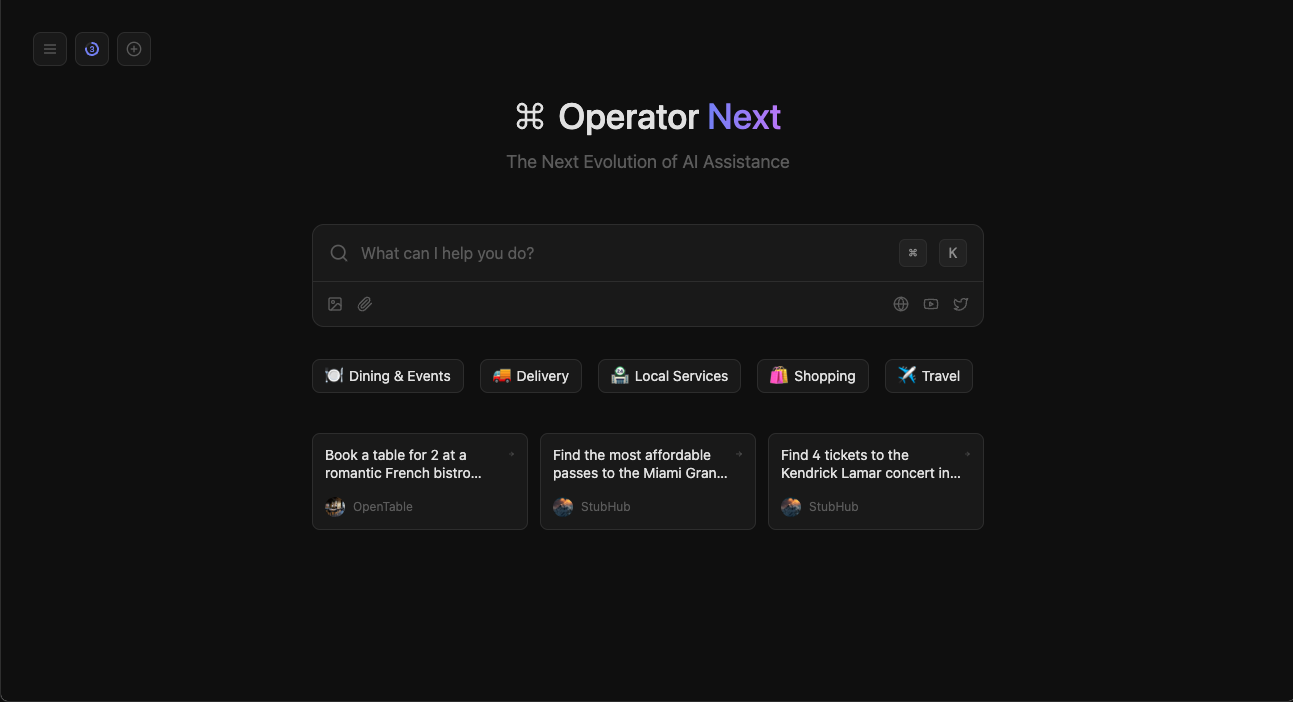 3
⌘ Operator Next
The Next Evolution of AI Assistance
What can I help you do?
⌘ K
Dining & Events
Delivery
Local Services
Shopping
Travel
Book a table for 2 at a
romantic French bistro...
OpenTable
Find the most affordable
passes to the Miami Gran...
StubHub
Find 4 tickets to the
Kendrick Lamar concert in...
StubHub